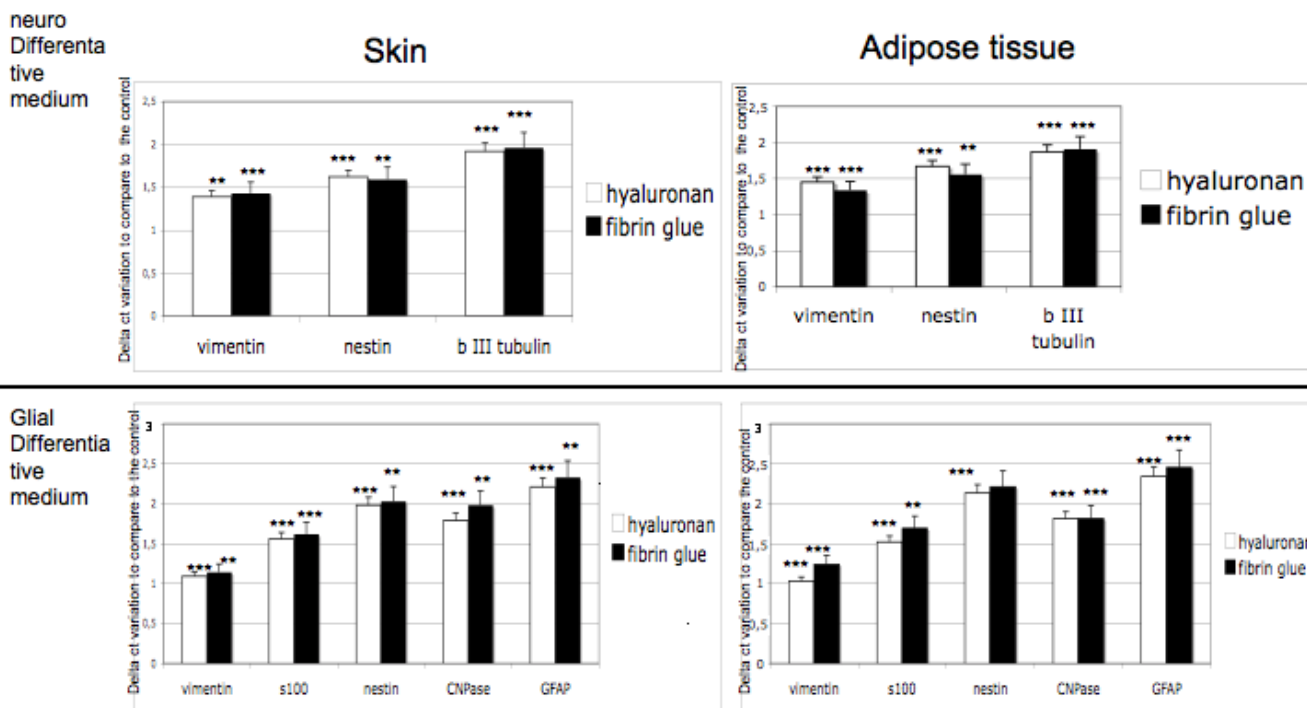 neuro
Differenta
tive
medium
Skin
Adipose tissue
Delta ct variation to compare to the control
2,5
2
1,5
1
0,5
0
** *** *** ** *** ***
vimentin nestin b III tubulin
hyaluronan
fibrin glue
Delta ct variation to compare to the control
2,5
2
1,5
1
0,5
0
*** *** *** ** *** ***
vimentin nestin b III
tubulin
hyaluronan
fibrin glue
Glial
Differentia
tive
medium
Delta ct variation to compare to the control
3
2,5
2
1,5
1
0,5
0
*** ** *** *** *** ** *** ** *** **
vimentin s100 nestin CNPase GFAP
hyaluronan
fibrin glue
Delta ct variation to compare the control
3
2,5
2
1,5
1
0,5
0
*** *** *** ** *** *** *** *** ***
vimentin s100 nestin CNPase GFAP
hyaluronan
fibrin glue